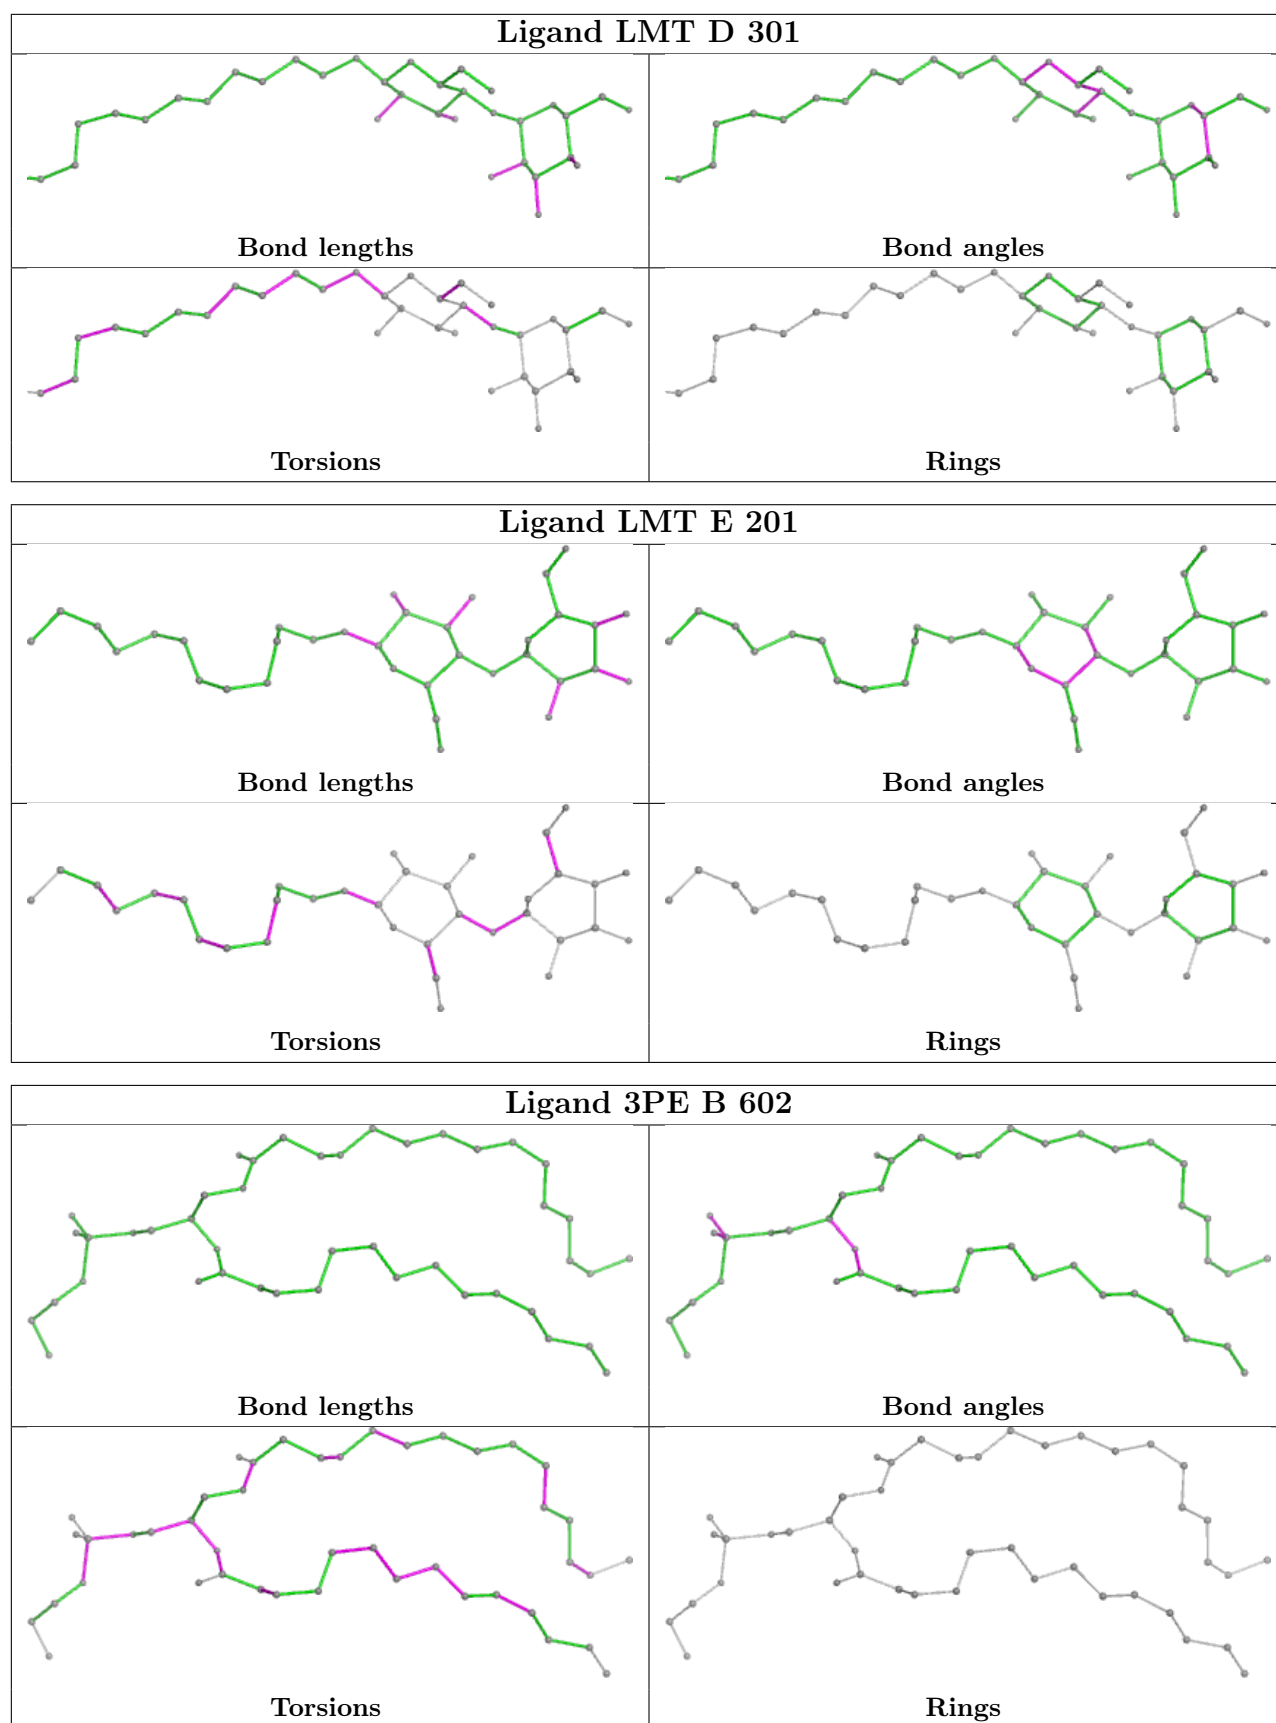 Ligand LMT D 301
Bond lengths
Bond angles
Torsions
Rings
Ligand LMT E 201
Bond lengths
Bond angles
Torsions
Rings
Ligand 3PE B 602
Bond lengths
Bond angles
Torsions
Rings